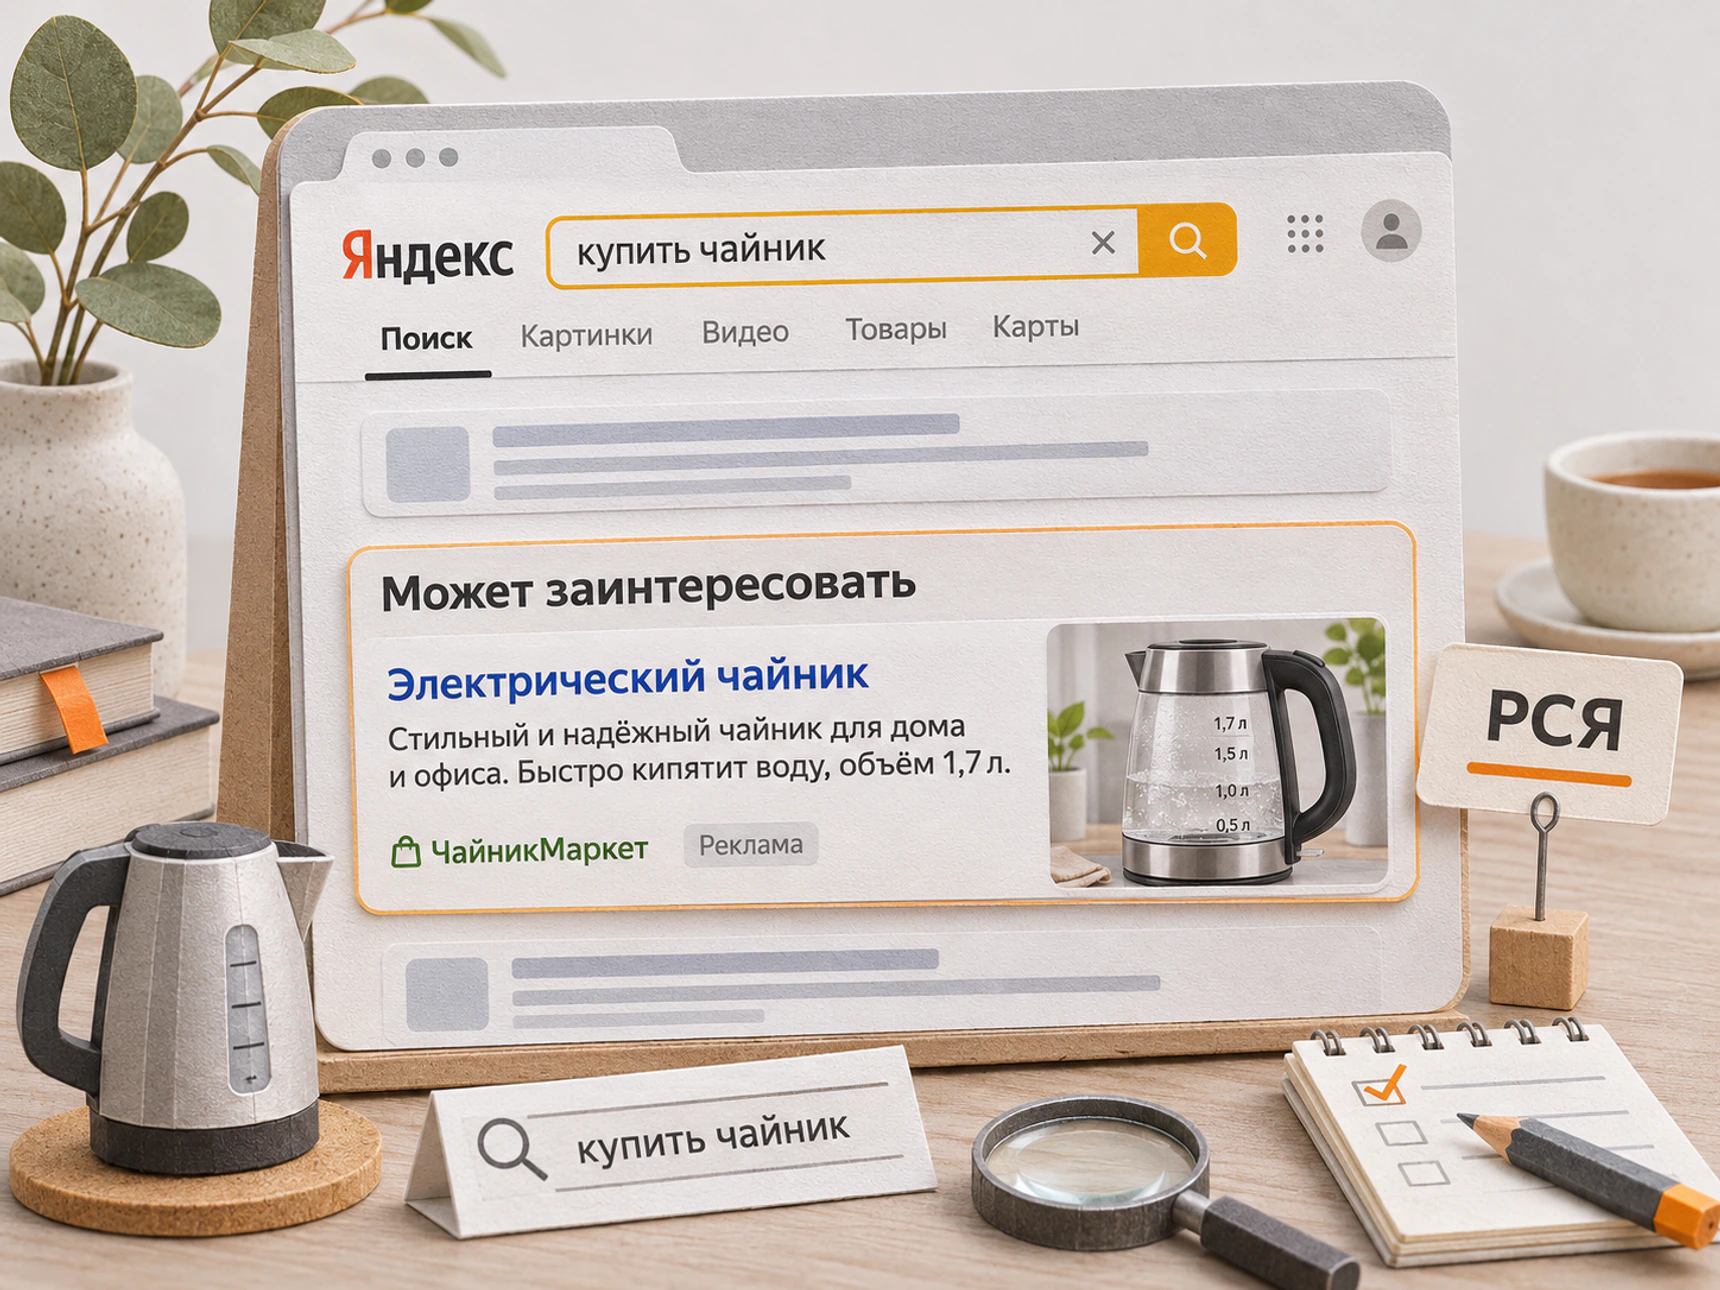 Яндекс
купить чайник
Поиск Картинки Видео Товары Карты
Может заинтересовать
Электрический чайник
Стильный и надёжный чайник для дома
и офиса. Быстро кипятит воду, объём 1,7 л.
ЧайникМаркет Реклама
1,7 л
1,5 л
1,0 л
0,5 л
РСЯ
купить чайник